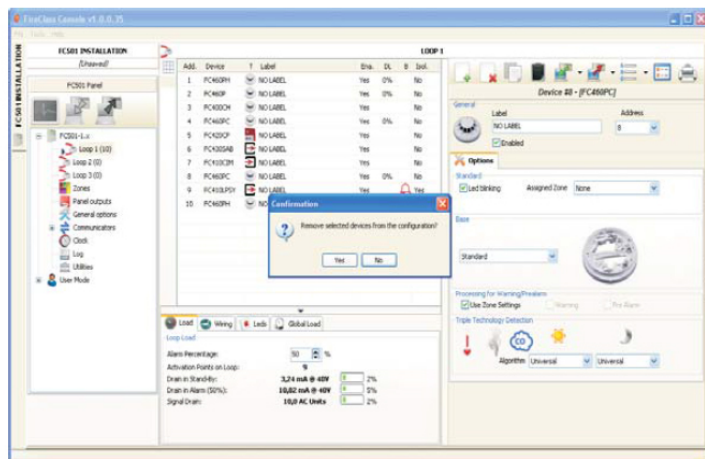 FireClass Console v1.0.0.35
File Tools Help
FC501 INSTALLATION
FC501 INSTALLATION
(Unsaved)
FC501 Panel
FC501-1.x
Loop 1 (10)
Loop 2 (0)
Loop 3 (0)
Zones
Panel outputs
General options
Communicators
Clock
Log
Utilities
User Mode
LOOP 1
Add. Device ! Label Ena. Dt. B Isol.
1 FC460PH NO LABEL Yes 0% No
2 FC460P NO LABEL Yes 0% No
3 FC400CH NO LABEL Yes No
4 FC460PC NO LABEL Yes 0% No
5 FC420CP NO LABEL Yes No
6 FC430SAB NO LABEL Yes No
7 FC410CIM NO LABEL Yes No
8 FC460PC NO LABEL Yes 0% No
9 FC410LPSY NO LABEL Yes Yes
10 FC460PH NO LABEL
Confirmation
Remove selected devices from the configuration?
Yes No
Load Wiring Leds Global Load
Loop Load
Alarm Percentage: 50 %
Activation Points on Loop: 9
Drain in Stand-By: 3,24 mA @ 40V 2%
Drain in Alarm (50%): 10,82 mA @ 40V 5%
Signal Drain: 10,0 AC Units 2%
Device #8 - [FC460PC]
General
Label Address
NO LABEL 8
Enabled
Options
Standard
Led blinking Assigned Zone None
Base
Standard
Processing for Warning/Prealarm
Use Zone Settings Warning Pre Alarm
Triple Technology Detection
CO
Algorithm Universal Universal